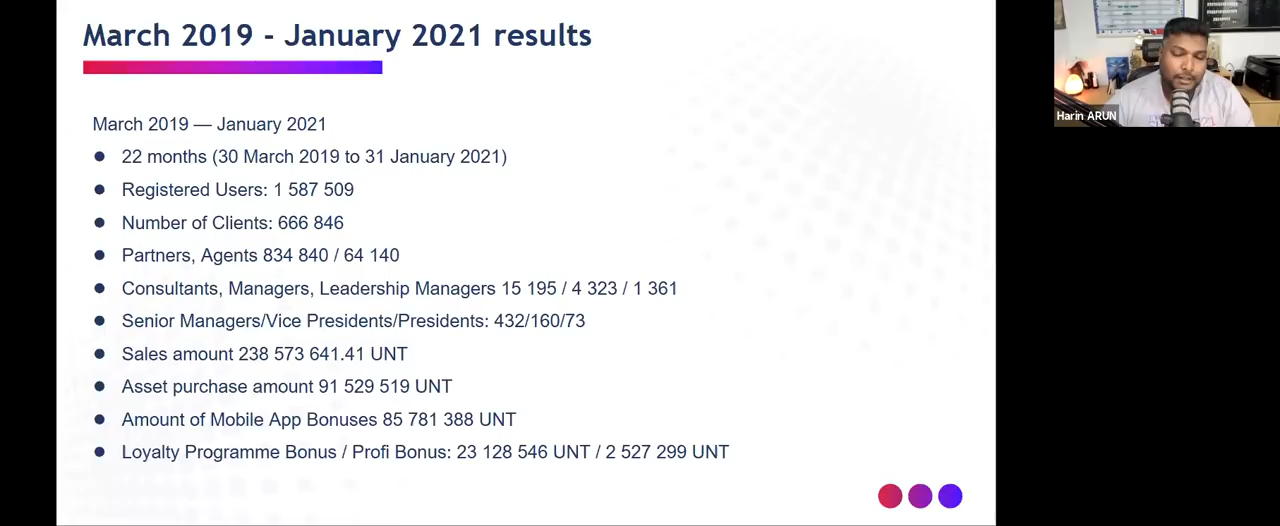 March 2019 - January 2021 results
March 2019 — January 2021
22 months (30 March 2019 to 31 January 2021)
Registered Users: 1 587 509
Number of Clients: 666 846
Partners, Agents 834 840 / 64 140
Consultants, Managers, Leadership Managers 15 195 / 4 323 / 1 361
Senior Managers/Vice Presidents/Presidents: 432/160/73
Sales amount 238 573 641.41 UNT
Asset purchase amount 91 529 519 UNT
Amount of Mobile App Bonuses 85 781 388 UNT
Loyalty Programme Bonus / Profi Bonus: 23 128 546 UNT / 2 527 299 UNT
Harin ARUN